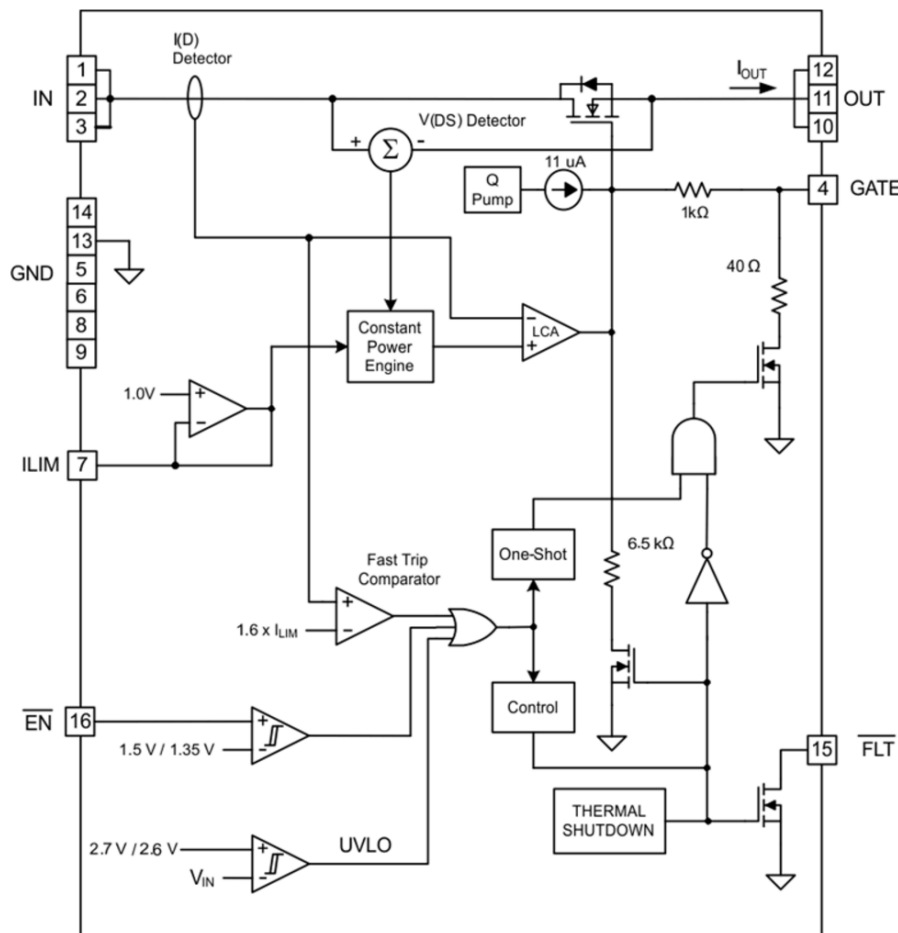 I(D)
Detector
IN
1
2
3
I
OUT
12
11
10
OUT
V(DS) Detector
+
Σ
-
11 uA
Q
Pump
1kΩ
4
GATE
GND
14
13
5
6
8
9
40 Ω
Constant
Power
Engine
−
LCA
+
1.0V
+
−
ILIM
7
One-Shot
6.5 kΩ
Fast Trip
Comparator
+
−
1.6 x ILIM
Control
EN
16
+
−
1.5 V / 1.35 V
15
FLT
THERMAL
SHUTDOWN
2.7 V / 2.6 V
+
−
VIN
UVLO